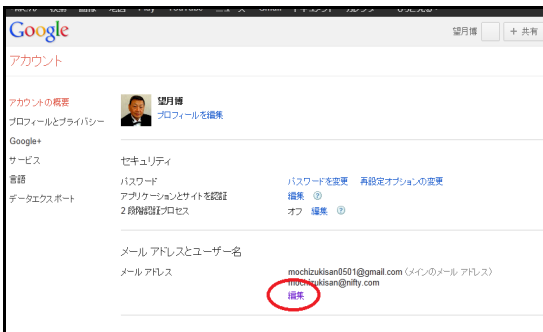 Google
望月博
+ 共有
アカウント
アカウントの概要
プロフィールとプライバシー
Google+
サービス
言語
データエクスポート
望月博
プロフィールを編集
セキュリティ
パスワード パスワードを変更 再設定オプションの変更
アプリケーションとサイトを認証 編集 ?
2 段階認証プロセス オフ 編集 ?
メール アドレスとユーザー名
メール アドレス mochizukisan0501@gmail.com (メインのメール アドレス)
mochizukisan@nifty.com
編集